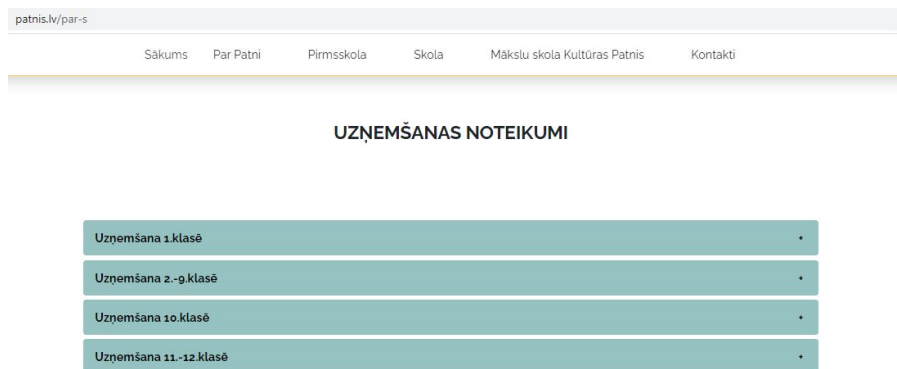 patnis.lv/par-s
Sākums Par Patni Pirmsskola Skola Mākslu skola Kultūras Patnis Kontakti
UZŅEMŠANAS NOTEIKUMI
Uzņemšana 1.klasē +
Uzņemšana 2.-9.klasē +
Uzņemšana 10.klasē +
Uzņemšana 11.-12.klasē +